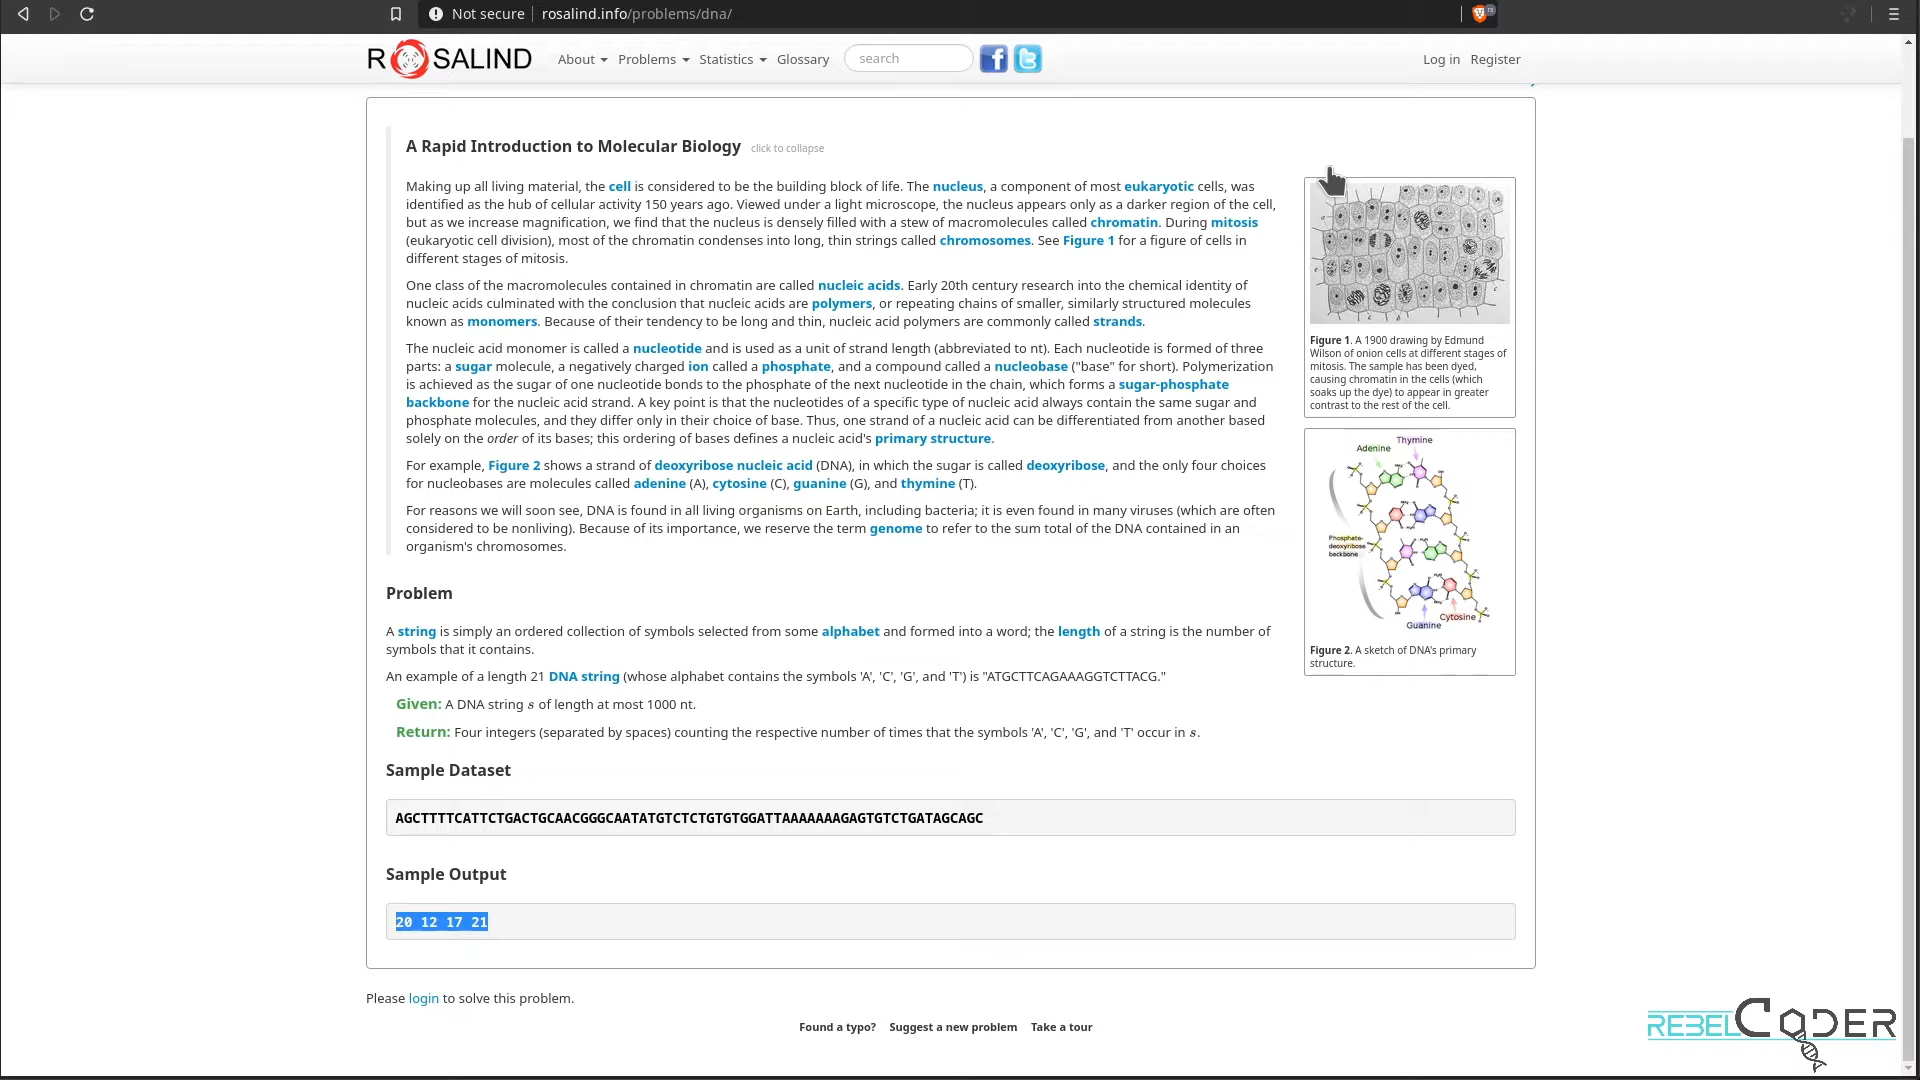 Not secure rosalind.info/problems/dna/
15
ROSALIND
About Problems Statistics Glossary search Log in Register
A Rapid Introduction to Molecular Biology click to collapse
Making up all living material, the cell is considered to be the building block of life. The nucleus, a component of most eukaryotic cells, was
identified as the hub of cellular activity 150 years ago. Viewed under a light microscope, the nucleus appears only as a darker region of the cell,
but as we increase magnification, we find that the nucleus is densely filled with a stew of macromolecules called chromatin. During mitosis
(eukaryotic cell division), most of the chromatin condenses into long, thin strings called chromosomes. See Figure 1 for a figure of cells in
different stages of mitosis.
One class of the macromolecules contained in chromatin are called nucleic acids. Early 20th century research into the chemical identity of
nucleic acids culminated with the conclusion that nucleic acids are polymers, or repeating chains of smaller, similarly structured molecules
known as monomers. Because of their tendency to be long and thin, nucleic acid polymers are commonly called strands.
The nucleic acid monomer is called a nucleotide and is used as a unit of strand length (abbreviated to nt). Each nucleotide is formed of three
parts: a sugar molecule, a negatively charged ion called a phosphate, and a compound called a nucleobase ("base" for short). Polymerization
is achieved as the sugar of one nucleotide bonds to the phosphate of the next nucleotide in the chain, which forms a sugar-phosphate
backbone for the nucleic acid strand. A key point is that the nucleotides of a specific type of nucleic acid always contain the same sugar and
phosphate molecules, and they differ only in their choice of base. Thus, one strand of a nucleic acid can be differentiated from another based
solely on the order of its bases; this ordering of bases defines a nucleic acid's primary structure.
For example, Figure 2 shows a strand of deoxyribose nucleic acid (DNA), in which the sugar is called deoxyribose, and the only four choices
for nucleobases are molecules called adenine (A), cytosine (C), guanine (G), and thymine (T).
For reasons we will soon see, DNA is found in all living organisms on Earth, including bacteria; it is even found in many viruses (which are often
considered to be nonliving). Because of its importance, we reserve the term genome to refer to the sum total of the DNA contained in an
organism's chromosomes.
Figure 1. A 1900 drawing by Edmund
Wilson of onion cells at different stages of
mitosis. The sample has been dyed,
causing chromatin in the cells (which
soaks up the dye) to appear in greater
contrast to the rest of the cell.
Thymine
Adenine
Phosphate-
deoxyribose
backbone
Cytosine
Guanine
Figure 2. A sketch of DNA's primary
structure.
Problem
A string is simply an ordered collection of symbols selected from some alphabet and formed into a word; the length of a string is the number of
symbols that it contains.
An example of a length 21 DNA string (whose alphabet contains the symbols 'A', 'C', 'G', and 'T') is "ATGCTTCAGAAAGGTCTTACG."
Given: A DNA string s of length at most 1000 nt.
Return: Four integers (separated by spaces) counting the respective number of times that the symbols 'A', 'C', 'G', and 'T' occur in s.
Sample Dataset
AGCTTTTCATTCTGACTGCAACGGGCAATATGTCTCTGTGTGGATTAAAAAAAGAGTGTCTGATAGCAGC
Sample Output
20 12 17 21
Please login to solve this problem.
Found a typo? Suggest a new problem Take a tour
REBELCODER